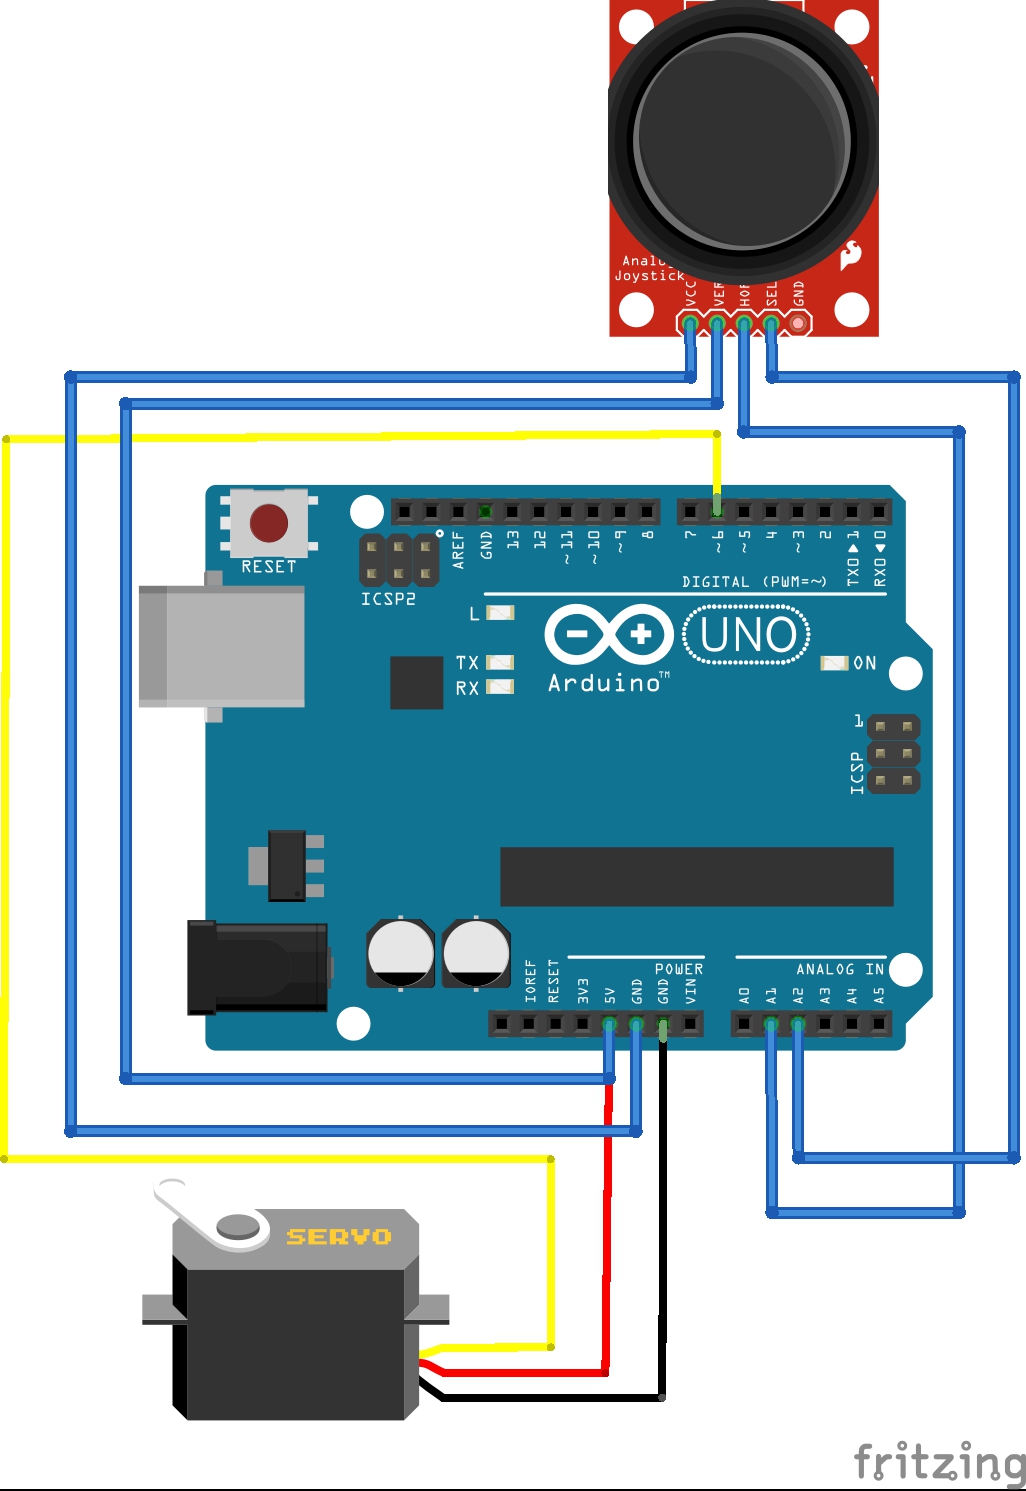 Analog
Joystick
VCC
VER
HOR
SEL
GND
RESET
ICSP2
AREF
GND
13
12
~11
~10
~9
8
7
~6
~5
4
~3
2
TX0 1
RX0 0
DIGITAL (PWM=~)
L
TX
RX
Arduino™
UNO
ON
1
ICSP
IOREF
RESET
3V3
5V
GND
GND
VIN
POWER
A0
A1
A2
A3
A4
A5
ANALOG IN
SERVO
fritzing